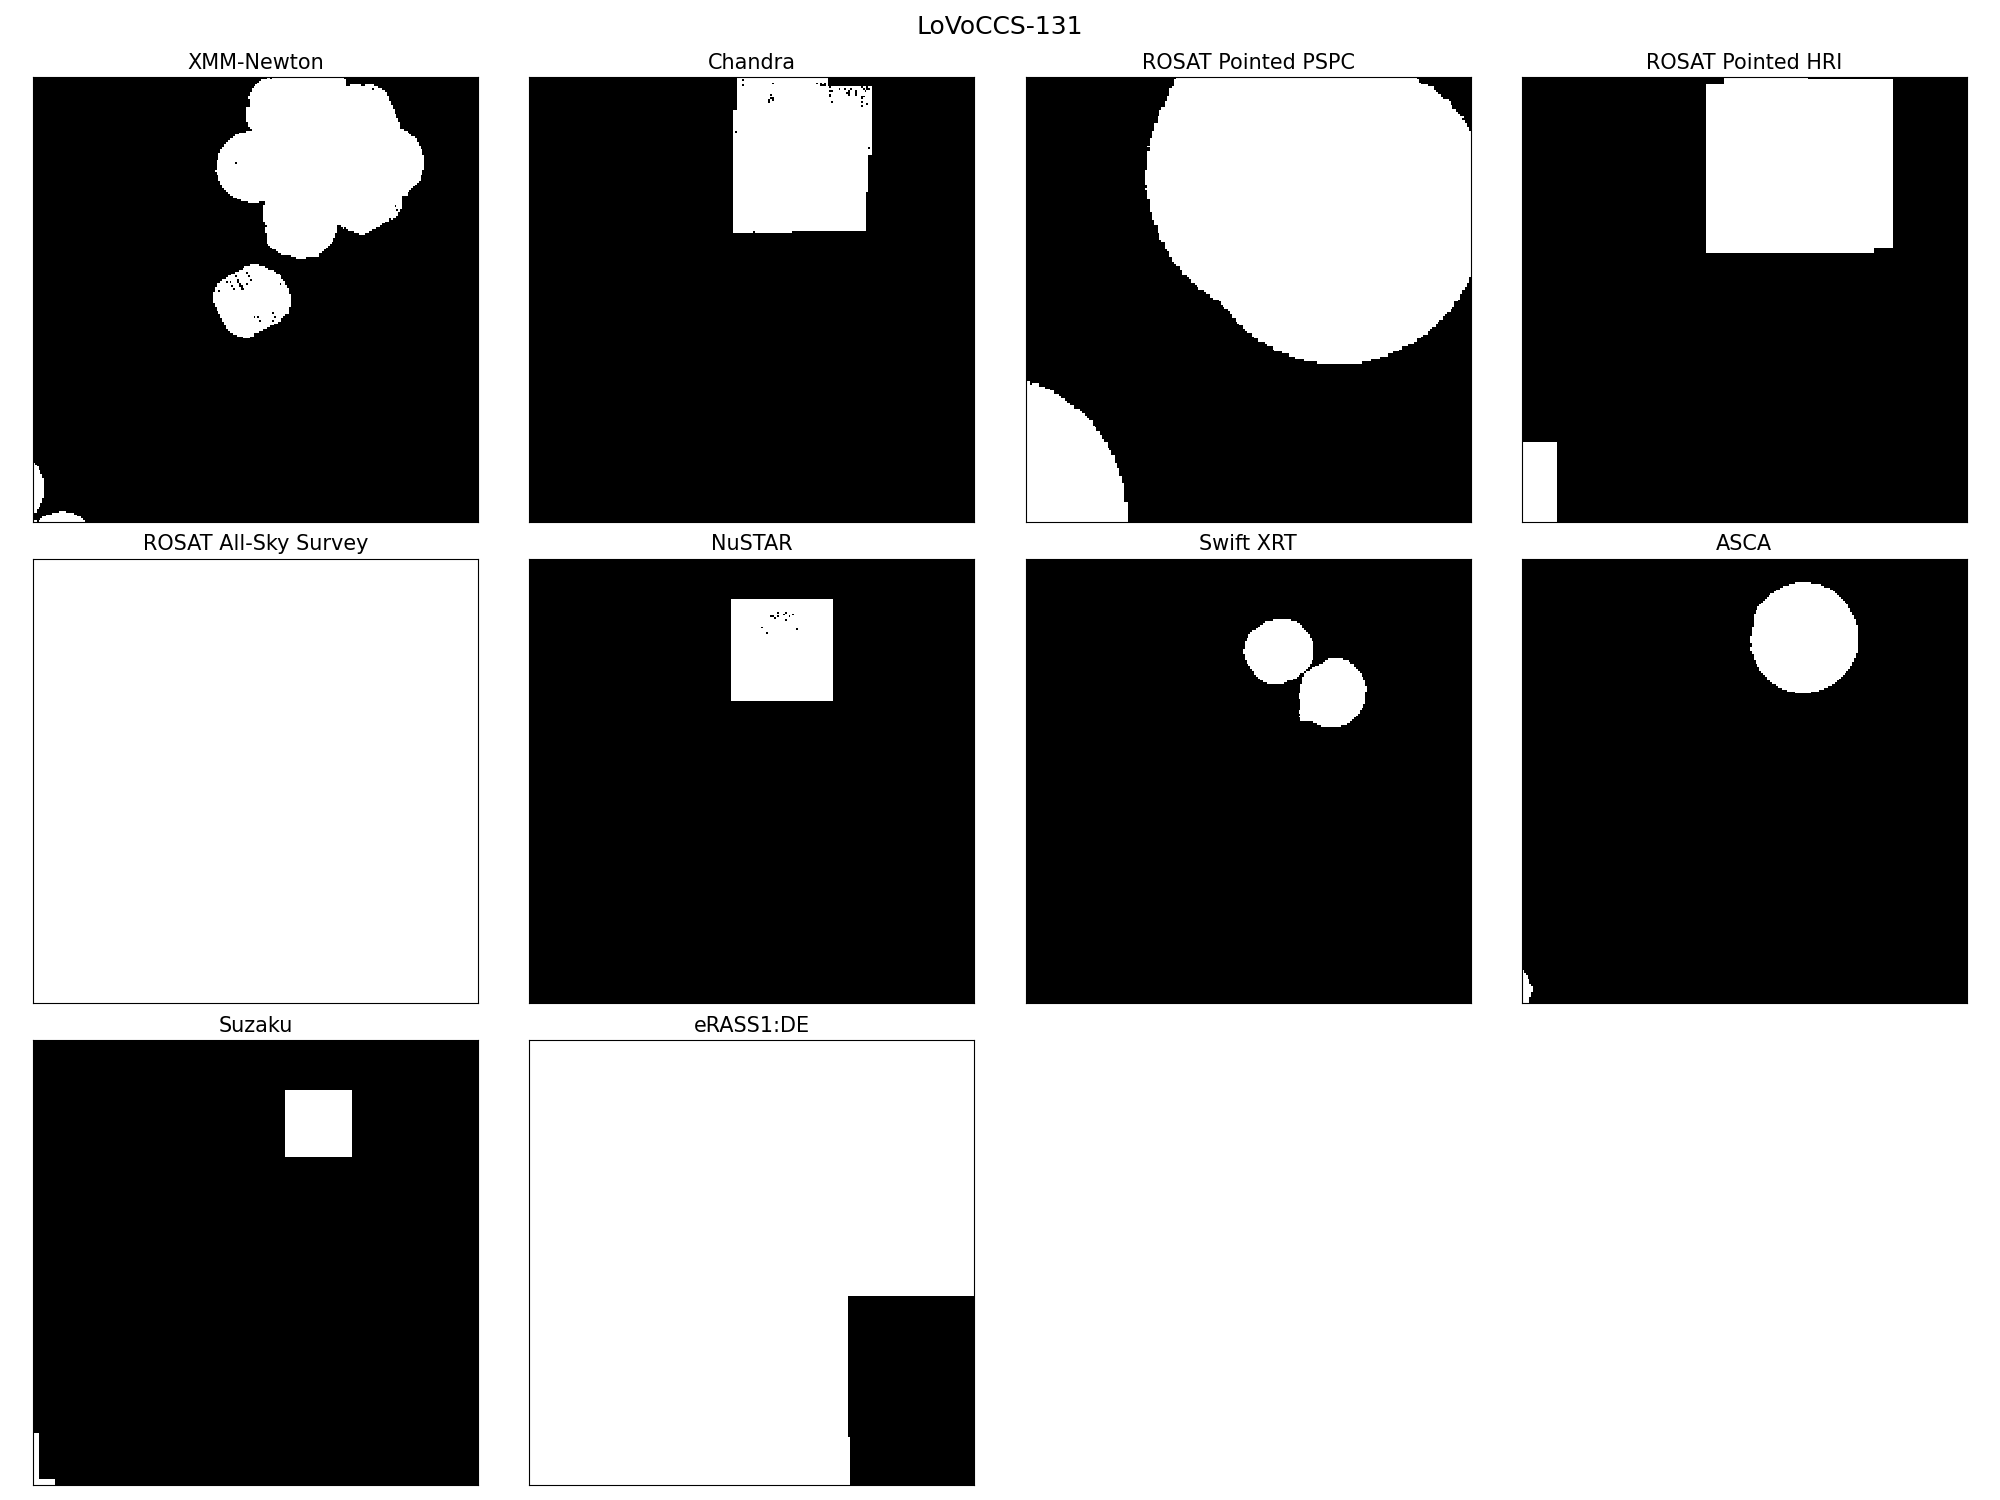 LoVoCCS-131
XMM-Newton
Chandra
ROSAT Pointed PSPC
ROSAT Pointed HRI
ROSAT All-Sky Survey
NuSTAR
Swift XRT
ASCA
Suzaku
eRASS1:DE